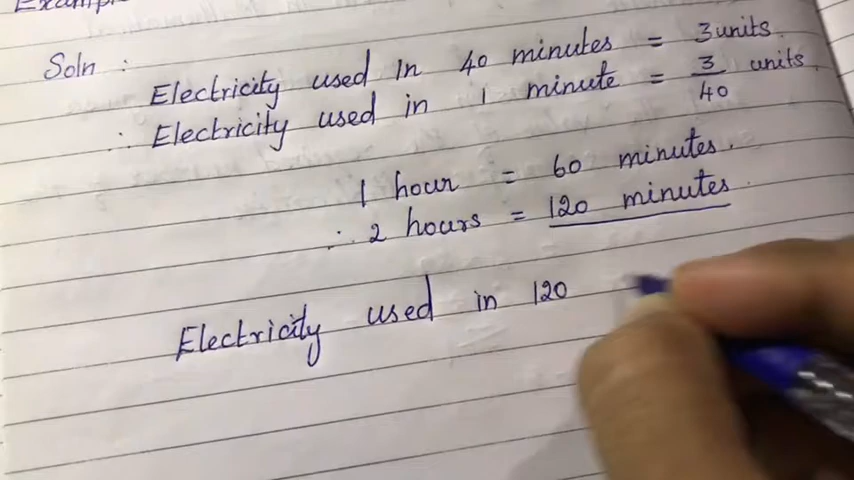 Soln :
Electricity used in 40 minutes = 3 units.
∴ Electricity used in 1 minute = 3/40 units.
1 hour = 60 minutes.
∴ 2 hours = 120 minutes.
Electricity used in 120